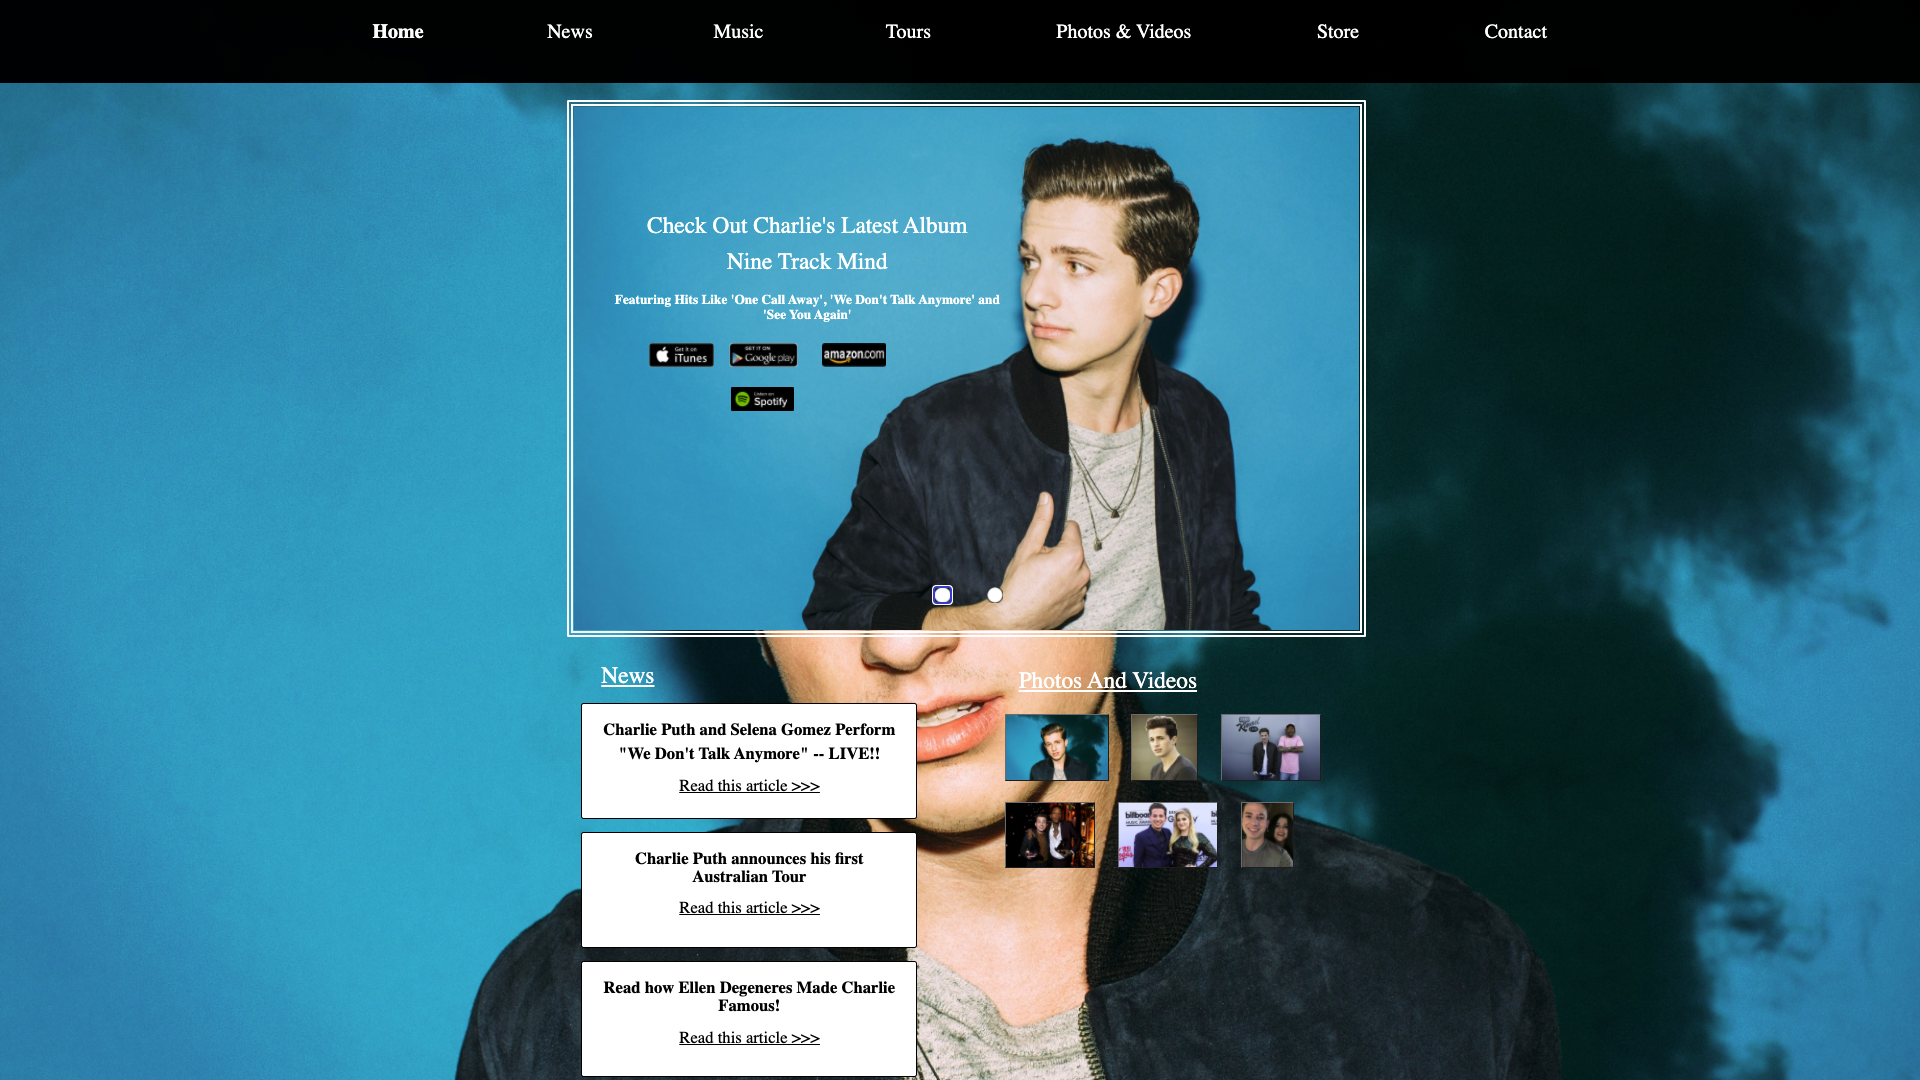 Home News Music Tours Photos & Videos Store Contact
Check Out Charlie's Latest Album
Nine Track Mind
Featuring Hits Like 'One Call Away', 'We Don't Talk Anymore' and
'See You Again'
Get it on
iTunes
GET IT ON
Google play
amazon.com
Listen on
Spotify
News
Charlie Puth and Selena Gomez Perform
"We Don't Talk Anymore" -- LIVE!!
Read this article >>>
Charlie Puth announces his first
Australian Tour
Read this article >>>
Read how Ellen Degeneres Made Charlie
Famous!
Read this article >>>
Photos And Videos
billboard